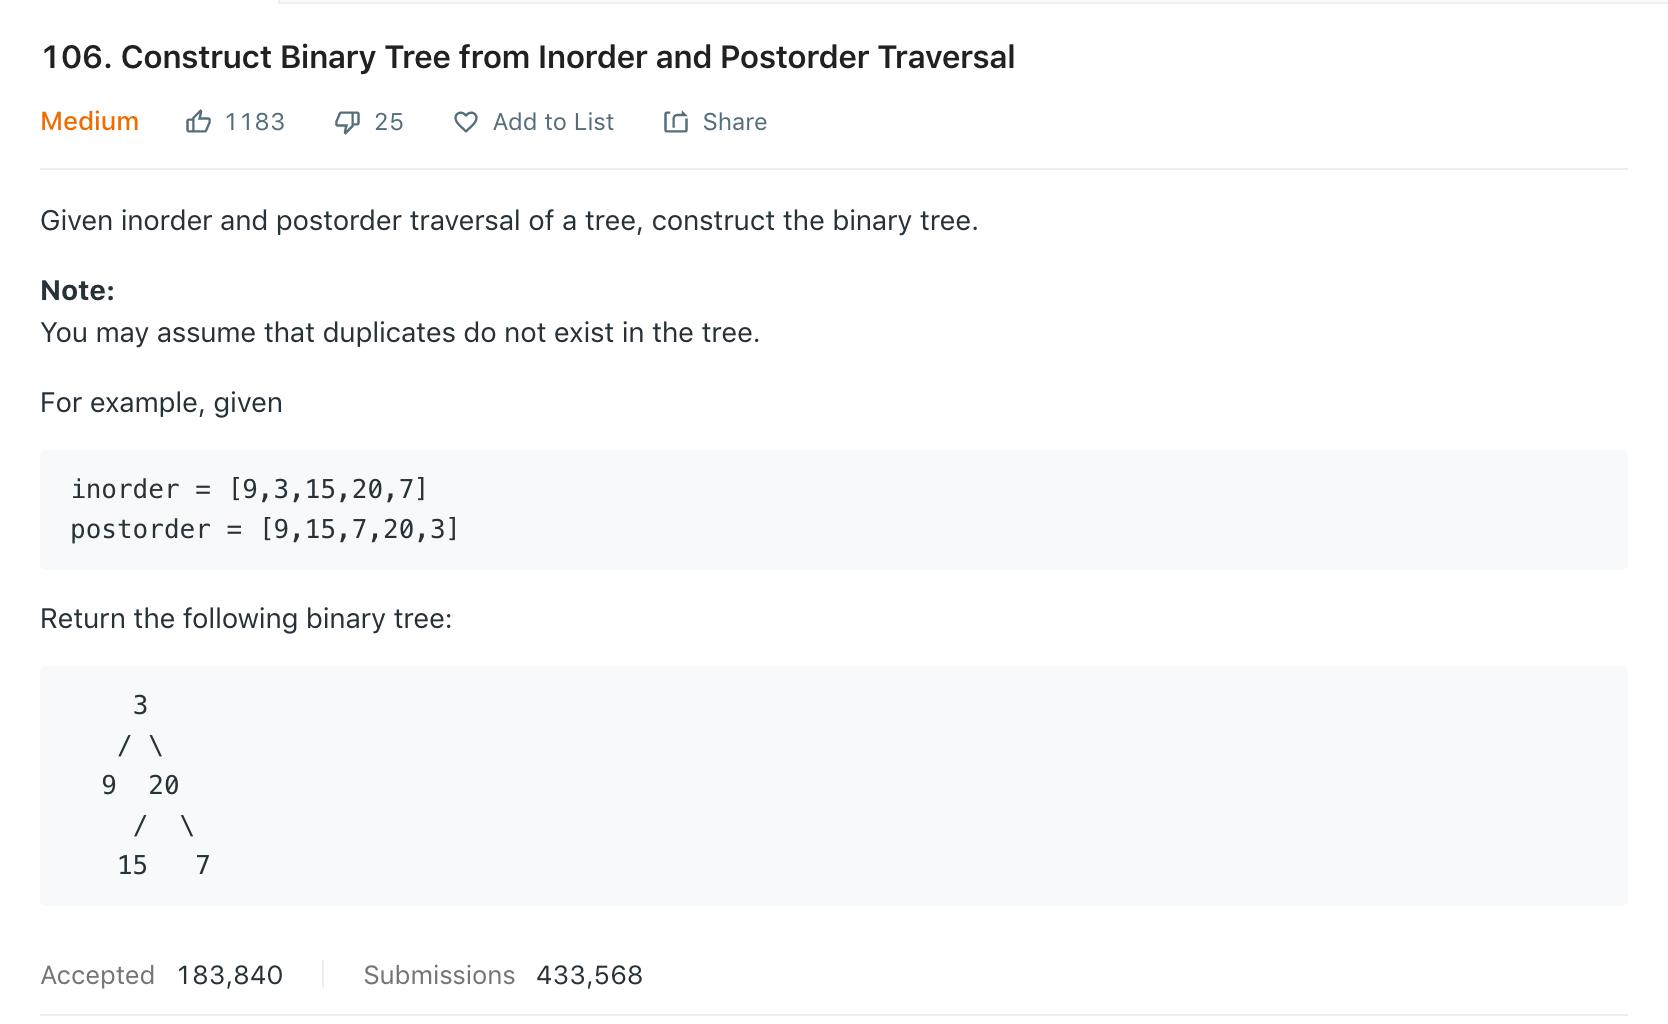 106. Construct Binary Tree from Inorder and Postorder Traversal
Medium 1183 25 Add to List Share
Given inorder and postorder traversal of a tree, construct the binary tree.
Note:
You may assume that duplicates do not exist in the tree.
For example, given
inorder = [9,3,15,20,7]
postorder = [9,15,7,20,3]
Return the following binary tree:
    3
   / \
  9  20
    /  \
   15   7
Accepted 183,840 Submissions 433,568